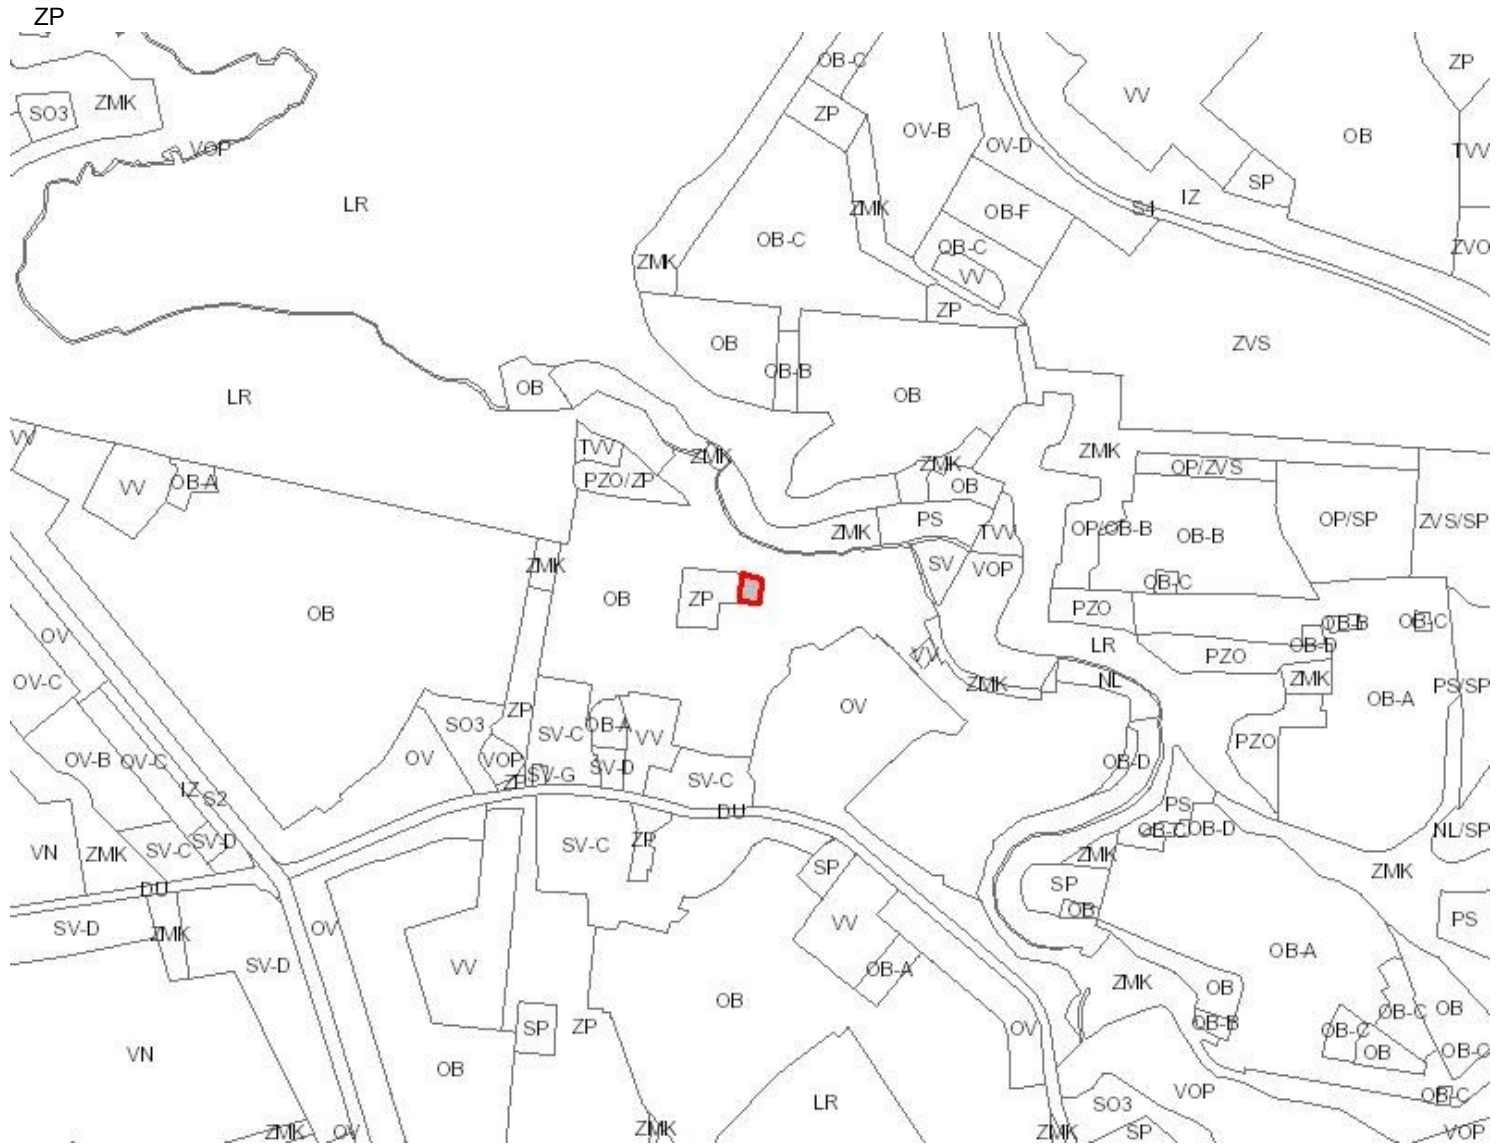 ZP
OB-C
ZP
VV
SO3
ZMK
ZP
OV-B
OB
OV-D
VOP
TVV
SP
IZ
LR
ZMK
OB-F
S1
OB-C
OB-C
ZVO
ZMK
VV
ZP
OB
ZVS
OB-B
OB
OB
LR
VV
TVV
ZMK
ZMK
ZMK
OP/ZVS
VV
OB-A
PZO/ZP
OB
PS
OP/SP
ZVS/SP
ZMK
TVV
OP/OB-B
OB-B
SV
VOP
ZMK
OB-C
OB
OB
ZP
PZO
OB-B
OB-C
OV
LR
OB-D
VV
PZO
OV-C
ZMK
NL
ZMK
PS/SP
OB-A
ZP
OV
SO3
OB-A
SV-C
VV
PZO
OV-B
OV-C
OV
VOP
SV-D
OB-D
SV-G
ZP
SV-C
IZ
S2
DU
PS
OB-C
OB-D
NL/SP
VN
ZMK
SV-C
SV-D
SV-C
ZP
ZMK
SP
ZMK
DU
SP
OB
SV-D
ZMK
OV
VV
PS
SV-D
VV
OB-A
OB-A
ZMK
OB
OB
OB
OB-C
SP
ZP
OV
OB-B
OB-C
VN
OB
OB
OB-C
VOP
OB-C
LR
SO3
ZMK
OV
ZMK
ZMK
SP
VOP